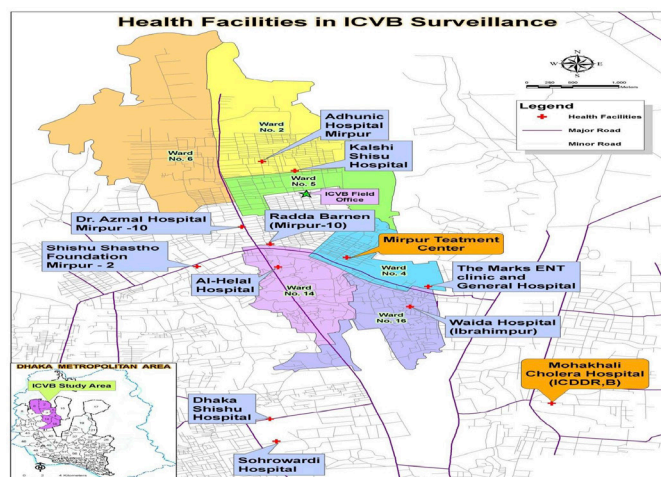 Health Facilities in ICVB Surveillance
N
W
E
S
Legend
Health Facilities
Major Road
Minor Road
Ward
No. 2
Adhunic
Hospital
Mirpur
Kalshi
Shisu
Hospital
Ward
No. 6
Ward
No. 5
ICVB Field
Office
Dr. Azmal Hospital
Mirpur -10
Radda Barnen
(Mirpur-10)
Mirpur Teatment
Center
Shishu Shastho
Foundation
Mirpur - 2
Al-Helal
Hospital
Ward
No. 14
Ward
No. 4
The Marks ENT
clinic and
General Hospital
Ward
No. 16
Waida Hospital
(Ibrahimpur)
DHAKA METROPOLITAN AREA
ICVB Study Area
Mohakhali
Cholera Hospital
(ICDDR,B)
Dhaka
Shishu
Hospital
Sohrowardi
Hospital